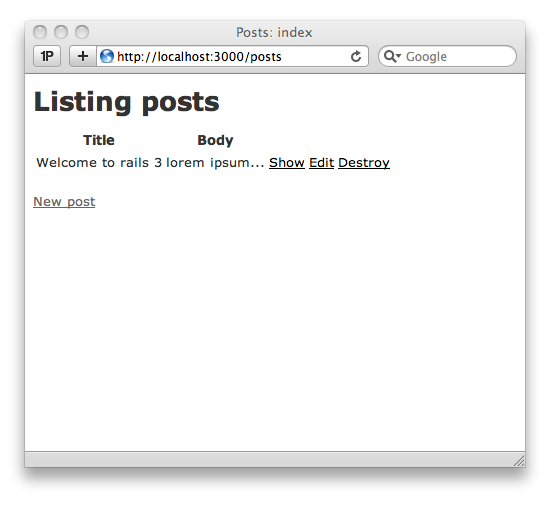 Posts: index
1P + http://localhost:3000/posts Google
Listing posts
Title Body
Welcome to rails 3 lorem ipsum... Show Edit Destroy
New post